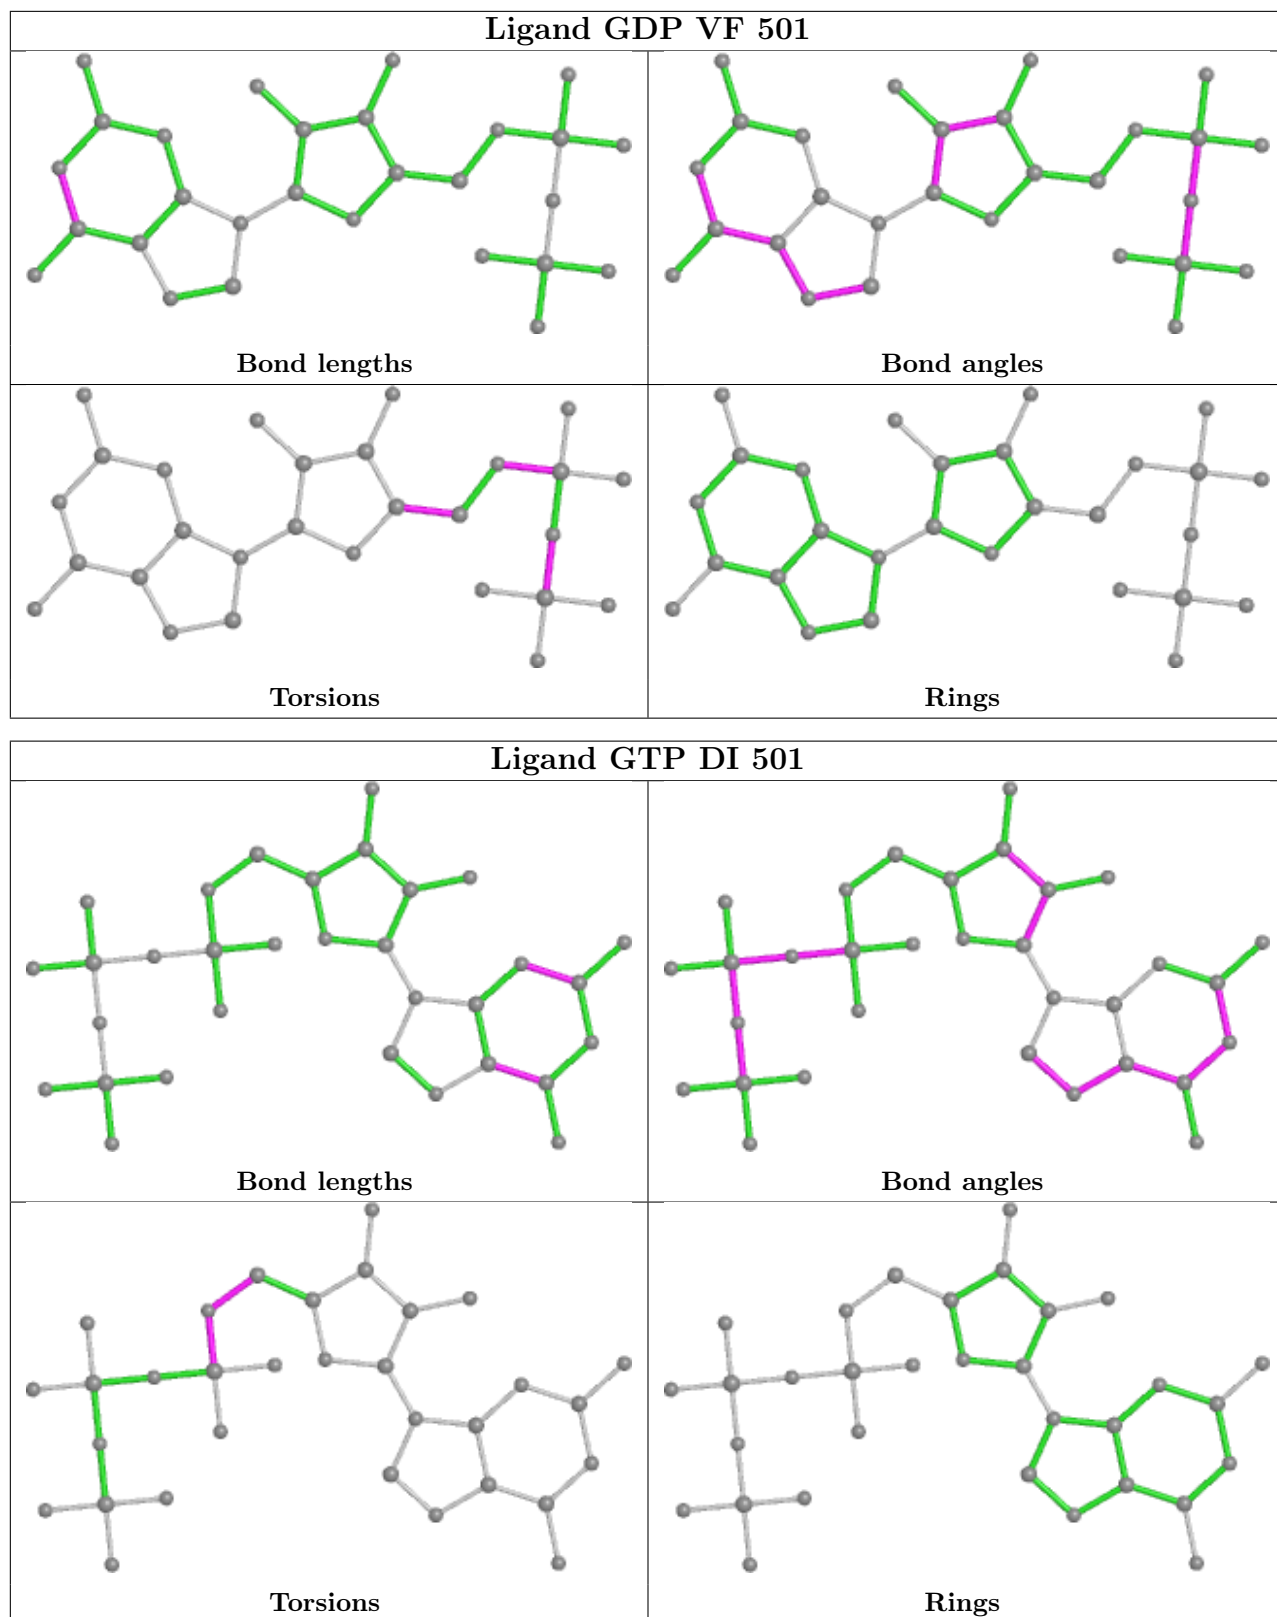 Ligand GDP VF 501
Bond lengths
Bond angles
Torsions
Rings
Ligand GTP DI 501
Bond lengths
Bond angles
Torsions
Rings